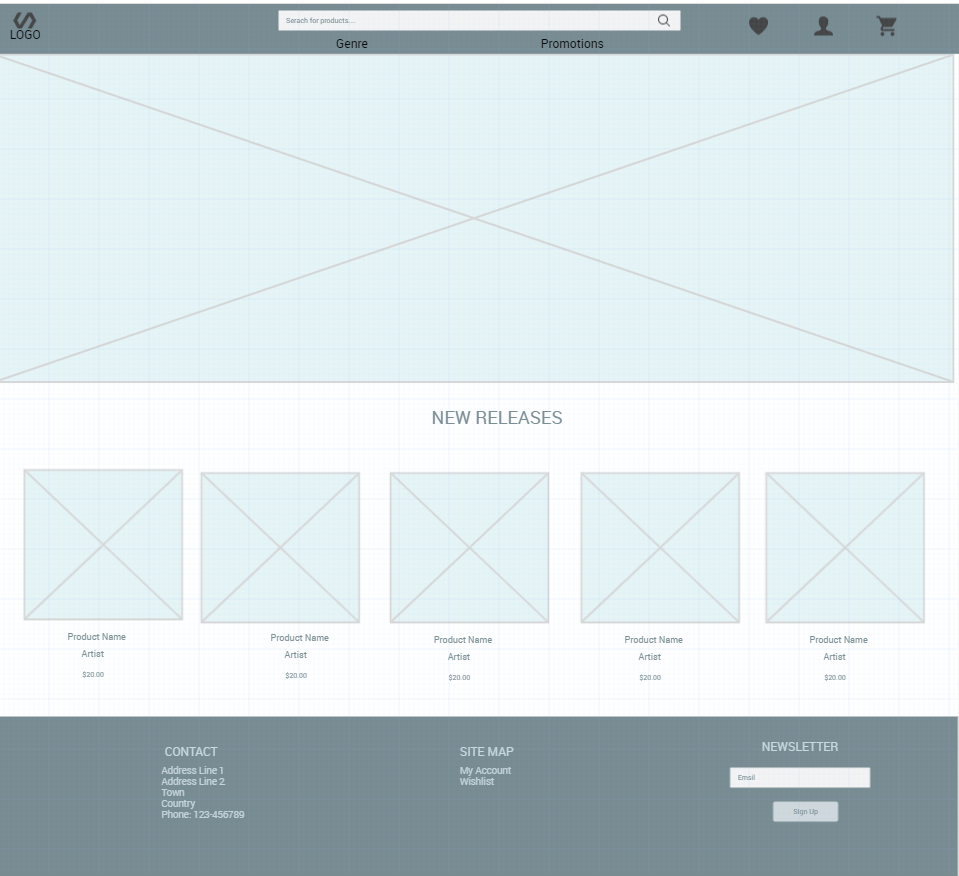 Serach for products...
LOGO
Genre
Promotions
NEW RELEASES
Product Name
Artist
$20.00
Product Name
Artist
$20.00
Product Name
Artist
$20.00
Product Name
Artist
$20.00
Product Name
Artist
$20.00
CONTACT
Address Line 1
Address Line 2
Town
Country
Phone: 123-456789
SITE MAP
My Account
Wishlist
NEWSLETTER
Email
Sign Up